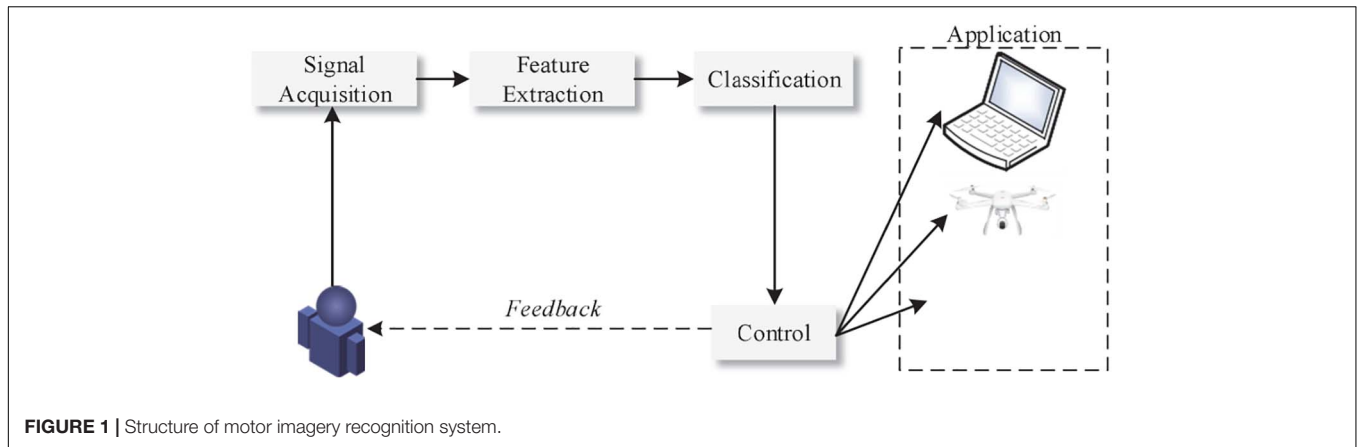 Signal
Acquisition
Feature
Extraction
Classification
Application
Feedback
Control
FIGURE 1 | Structure of motor imagery recognition system.